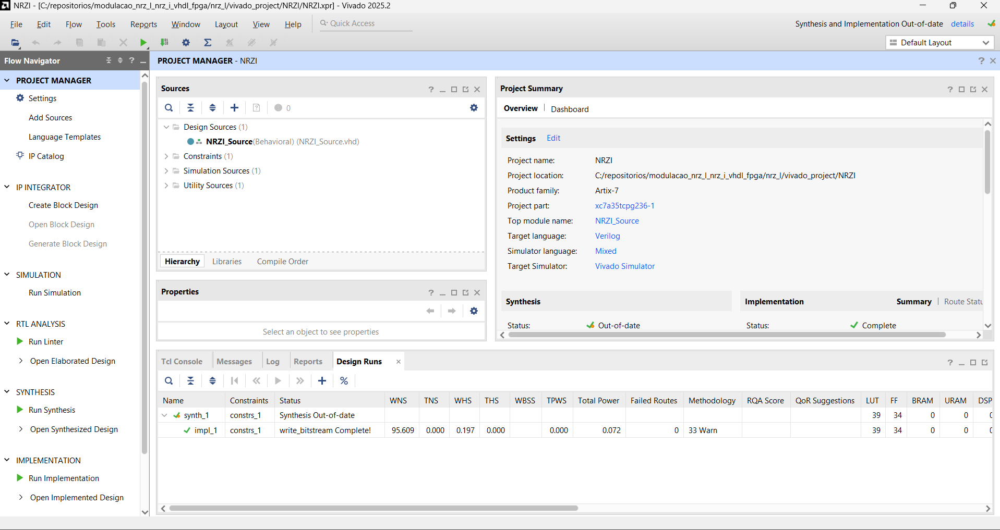 NRZI - [C:/repositorios/modulacao_nrz_l_nrz_i_vhdl_fpga/nrz_l/vivado_project/NRZI/NRZI.xpr] - Vivado 2025.2
File Edit Flow Tools Reports Window Layout View Help Quick Access
Synthesis and Implementation Out-of-date details
Default Layout
Flow Navigator
PROJECT MANAGER
Settings
Add Sources
Language Templates
IP Catalog
IP INTEGRATOR
Create Block Design
Open Block Design
Generate Block Design
SIMULATION
Run Simulation
RTL ANALYSIS
Run Linter
Open Elaborated Design
SYNTHESIS
Run Synthesis
Open Synthesized Design
IMPLEMENTATION
Run Implementation
Open Implemented Design
PROJECT MANAGER - NRZI
Sources
0
Design Sources (1)
NRZI_Source(Behavioral) (NRZI_Source.vhd)
Constraints (1)
Simulation Sources (1)
Utility Sources (1)
Hierarchy Libraries Compile Order
Properties
Select an object to see properties
Project Summary
Overview Dashboard
Settings Edit
Project name: NRZI
Project location: C:/repositorios/modulacao_nrz_l_nrz_i_vhdl_fpga/nrz_l/vivado_project/NRZI
Product family: Artix-7
Project part: xc7a35tcpg236-1
Top module name: NRZI_Source
Target language: Verilog
Simulator language: Mixed
Target Simulator: Vivado Simulator
Synthesis
Status: Out-of-date
Implementation Summary Route Statu
Status: Complete
Tcl Console Messages Log Reports Design Runs
Name Constraints Status WNS TNS WHS THS WBSS TPWS Total Power Failed Routes Methodology RQA Score QoR Suggestions LUT FF BRAM URAM DSP
synth_1 constrs_1 Synthesis Out-of-date 39 34 0 0 0
impl_1 constrs_1 write_bitstream Complete! 95.609 0.000 0.197 0.000 0.000 0.072 0 33 Warn 39 34 0 0 0